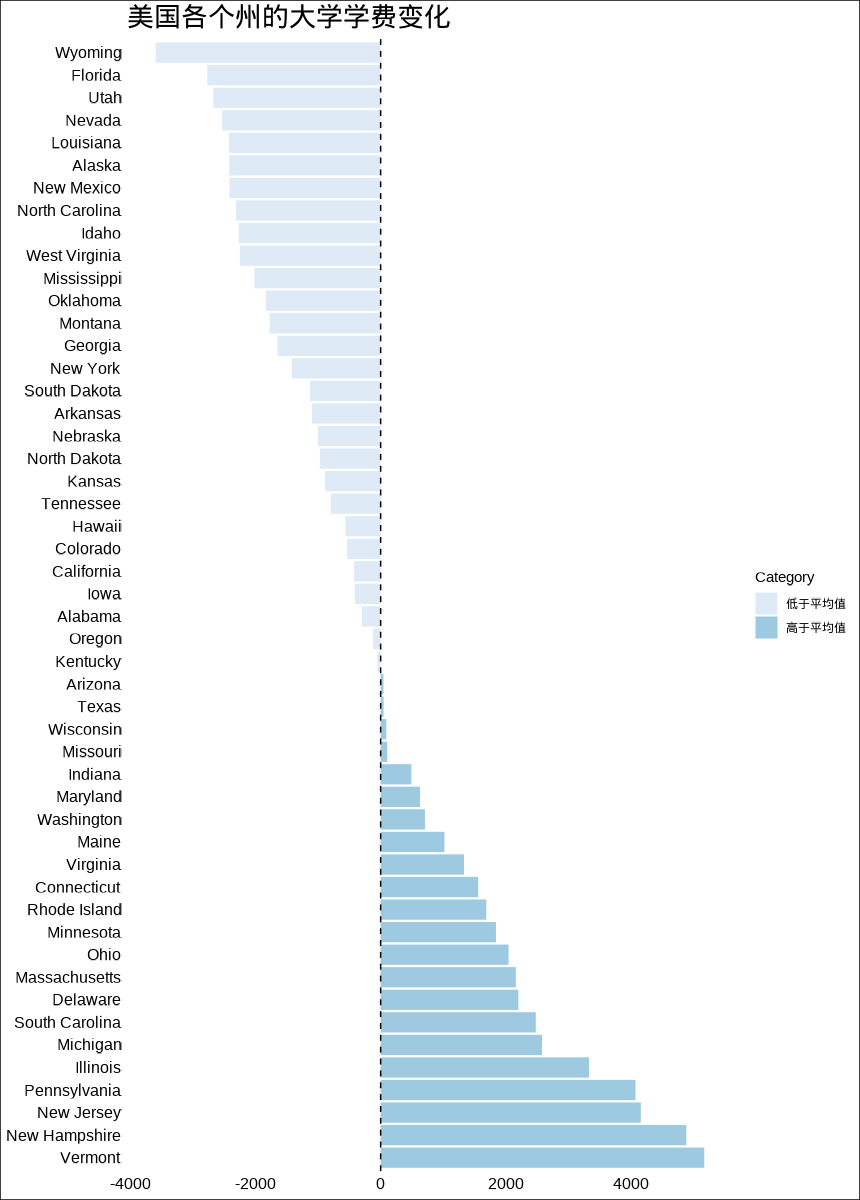 美国各个州的大学学费变化
Wyoming
Florida
Utah
Nevada
Louisiana
Alaska
New Mexico
North Carolina
Idaho
West Virginia
Mississippi
Oklahoma
Montana
Georgia
New York
South Dakota
Arkansas
Nebraska
North Dakota
Kansas
Tennessee
Hawaii
Colorado
California
Iowa
Alabama
Oregon
Kentucky
Arizona
Texas
Wisconsin
Missouri
Indiana
Maryland
Washington
Maine
Virginia
Connecticut
Rhode Island
Minnesota
Ohio
Massachusetts
Delaware
South Carolina
Michigan
Illinois
Pennsylvania
New Jersey
New Hampshire
Vermont
-4000 -2000 0 2000 4000
Category
低于平均值
高于平均值